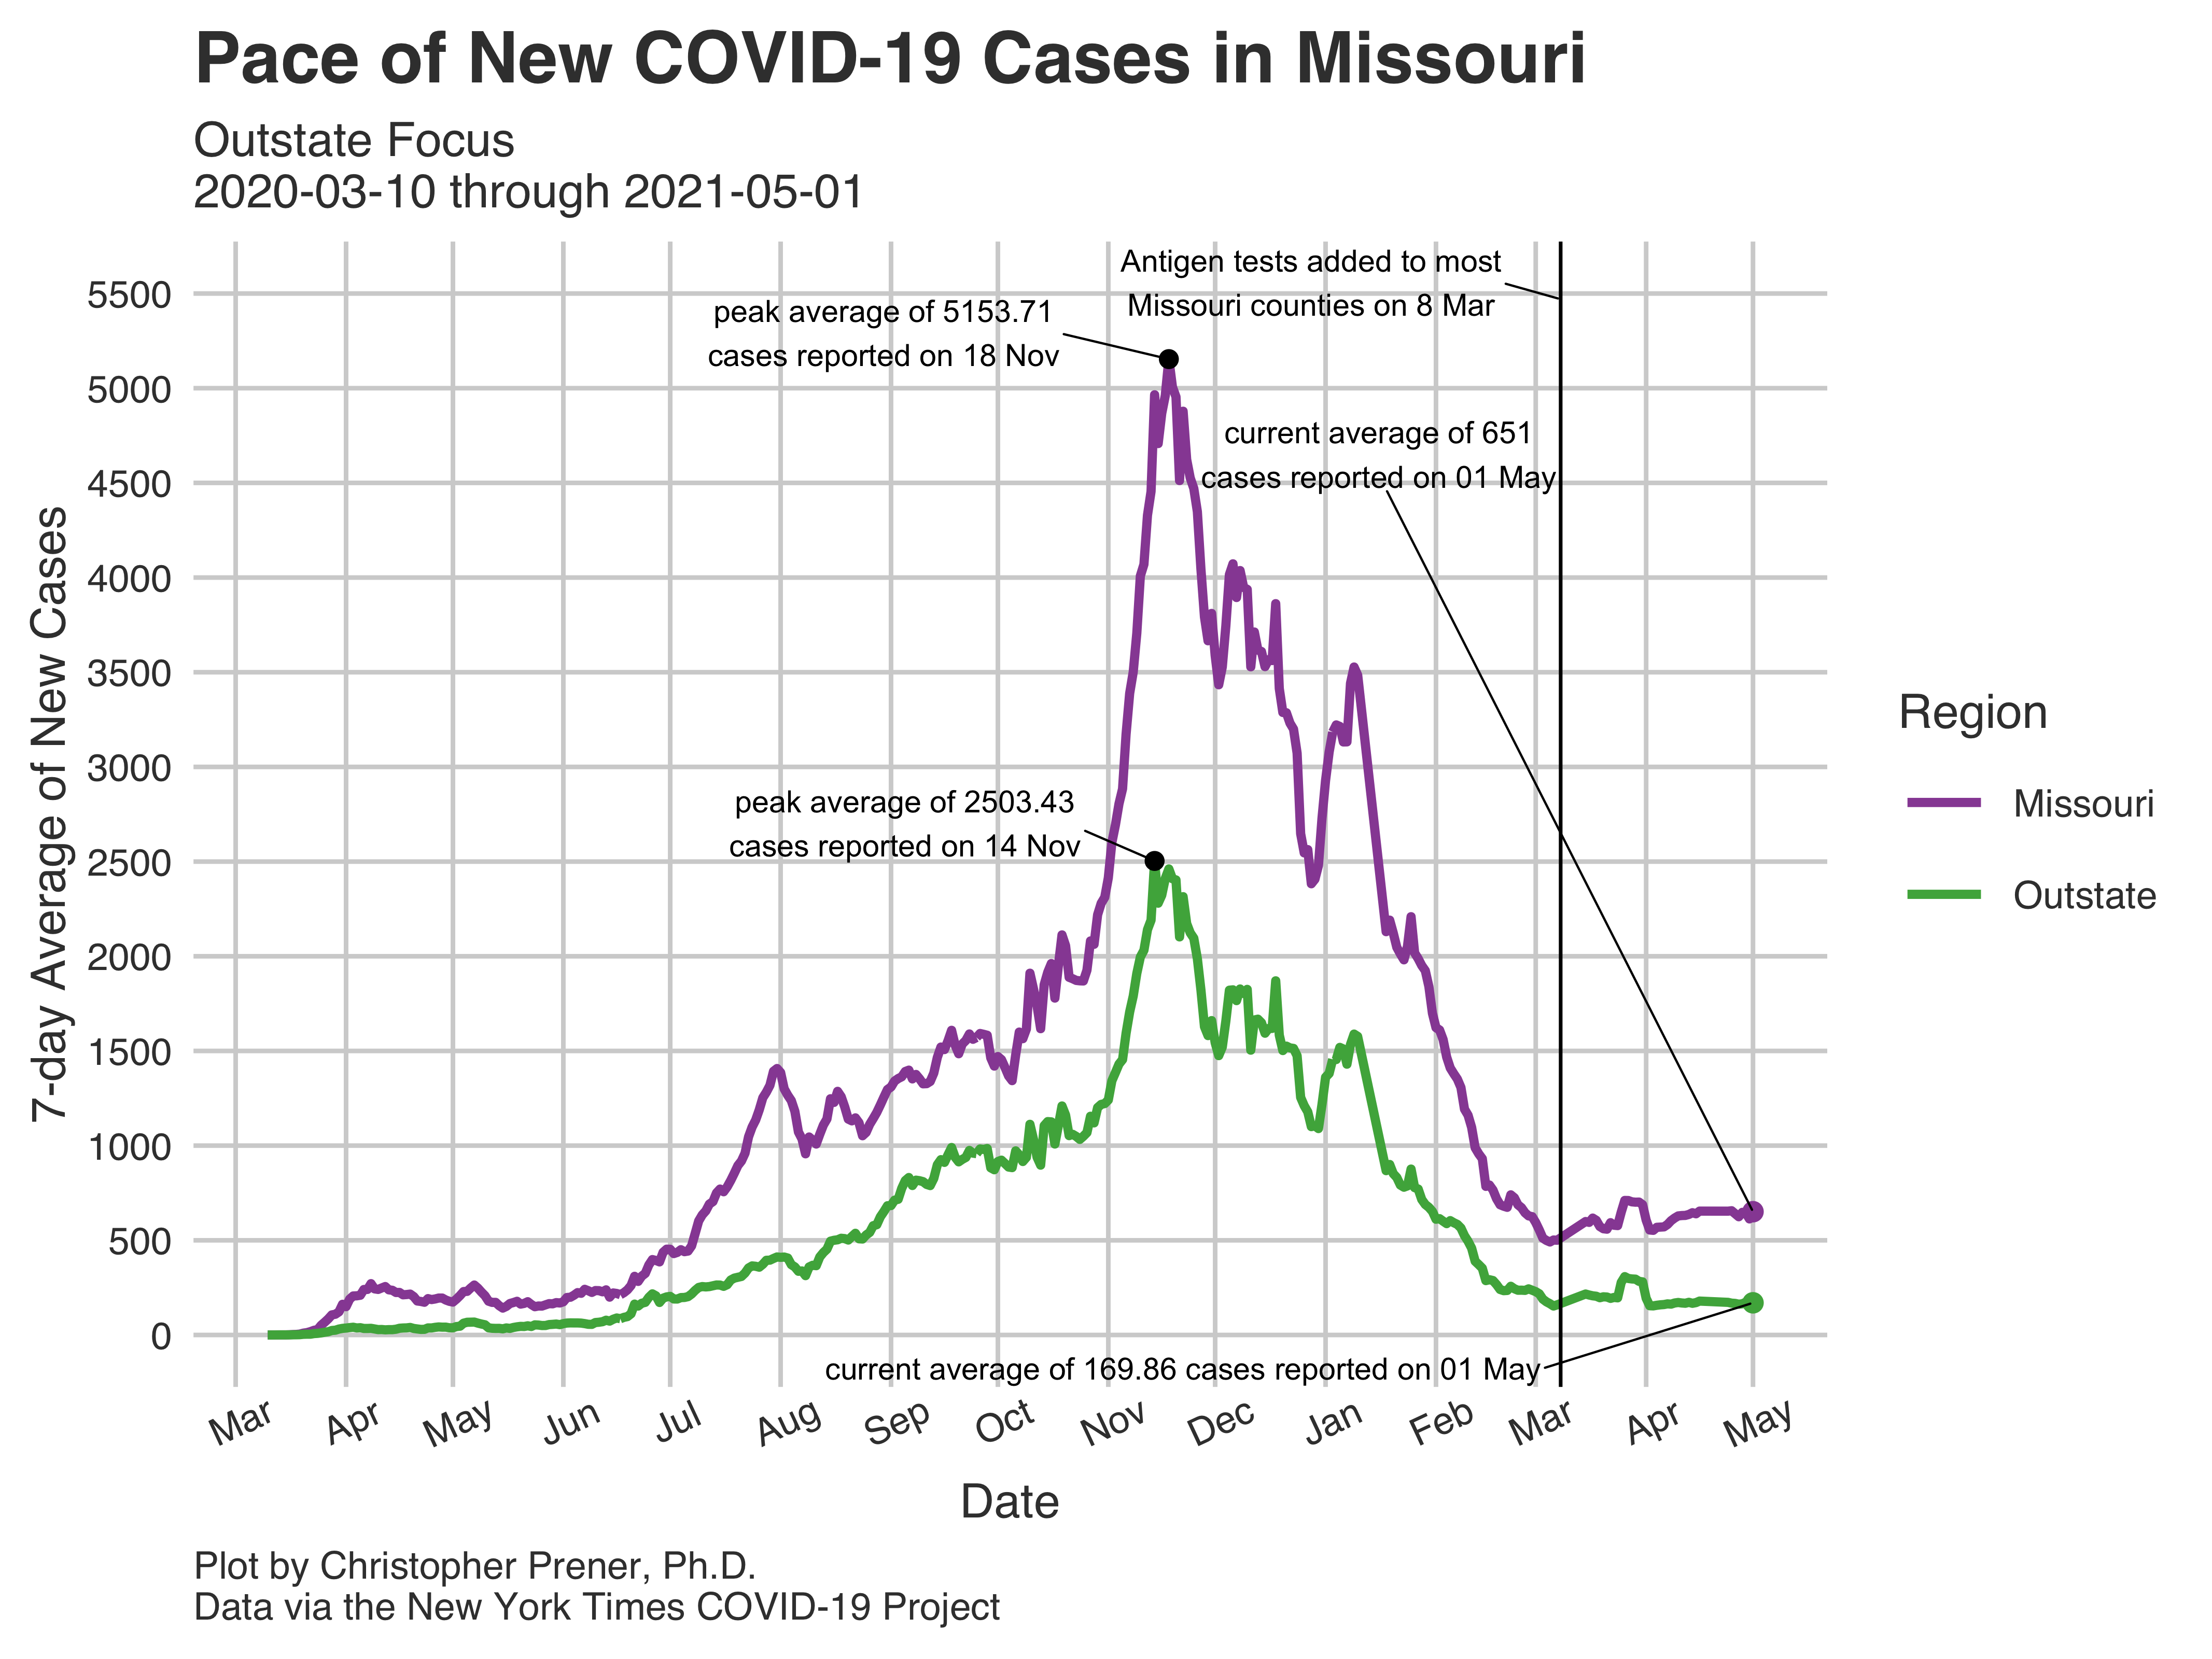 Pace of New COVID-19 Cases in Missouri
Outstate Focus
2020-03-10 through 2021-05-01
Antigen tests added to most
Missouri counties on 8 Mar
peak average of 5153.71
cases reported on 18 Nov
current average of 651
cases reported on 01 May
peak average of 2503.43
cases reported on 14 Nov
current average of 169.86 cases reported on 01 May
7-day Average of New Cases
5500
5000
4500
4000
3500
3000
2500
2000
1500
1000
500
0
Mar
Apr
May
Jun
Jul
Aug
Sep
Oct
Nov
Dec
Jan
Feb
Mar
Apr
May
Date
Region
Missouri
Outstate
Plot by Christopher Prener, Ph.D.
Data via the New York Times COVID-19 Project